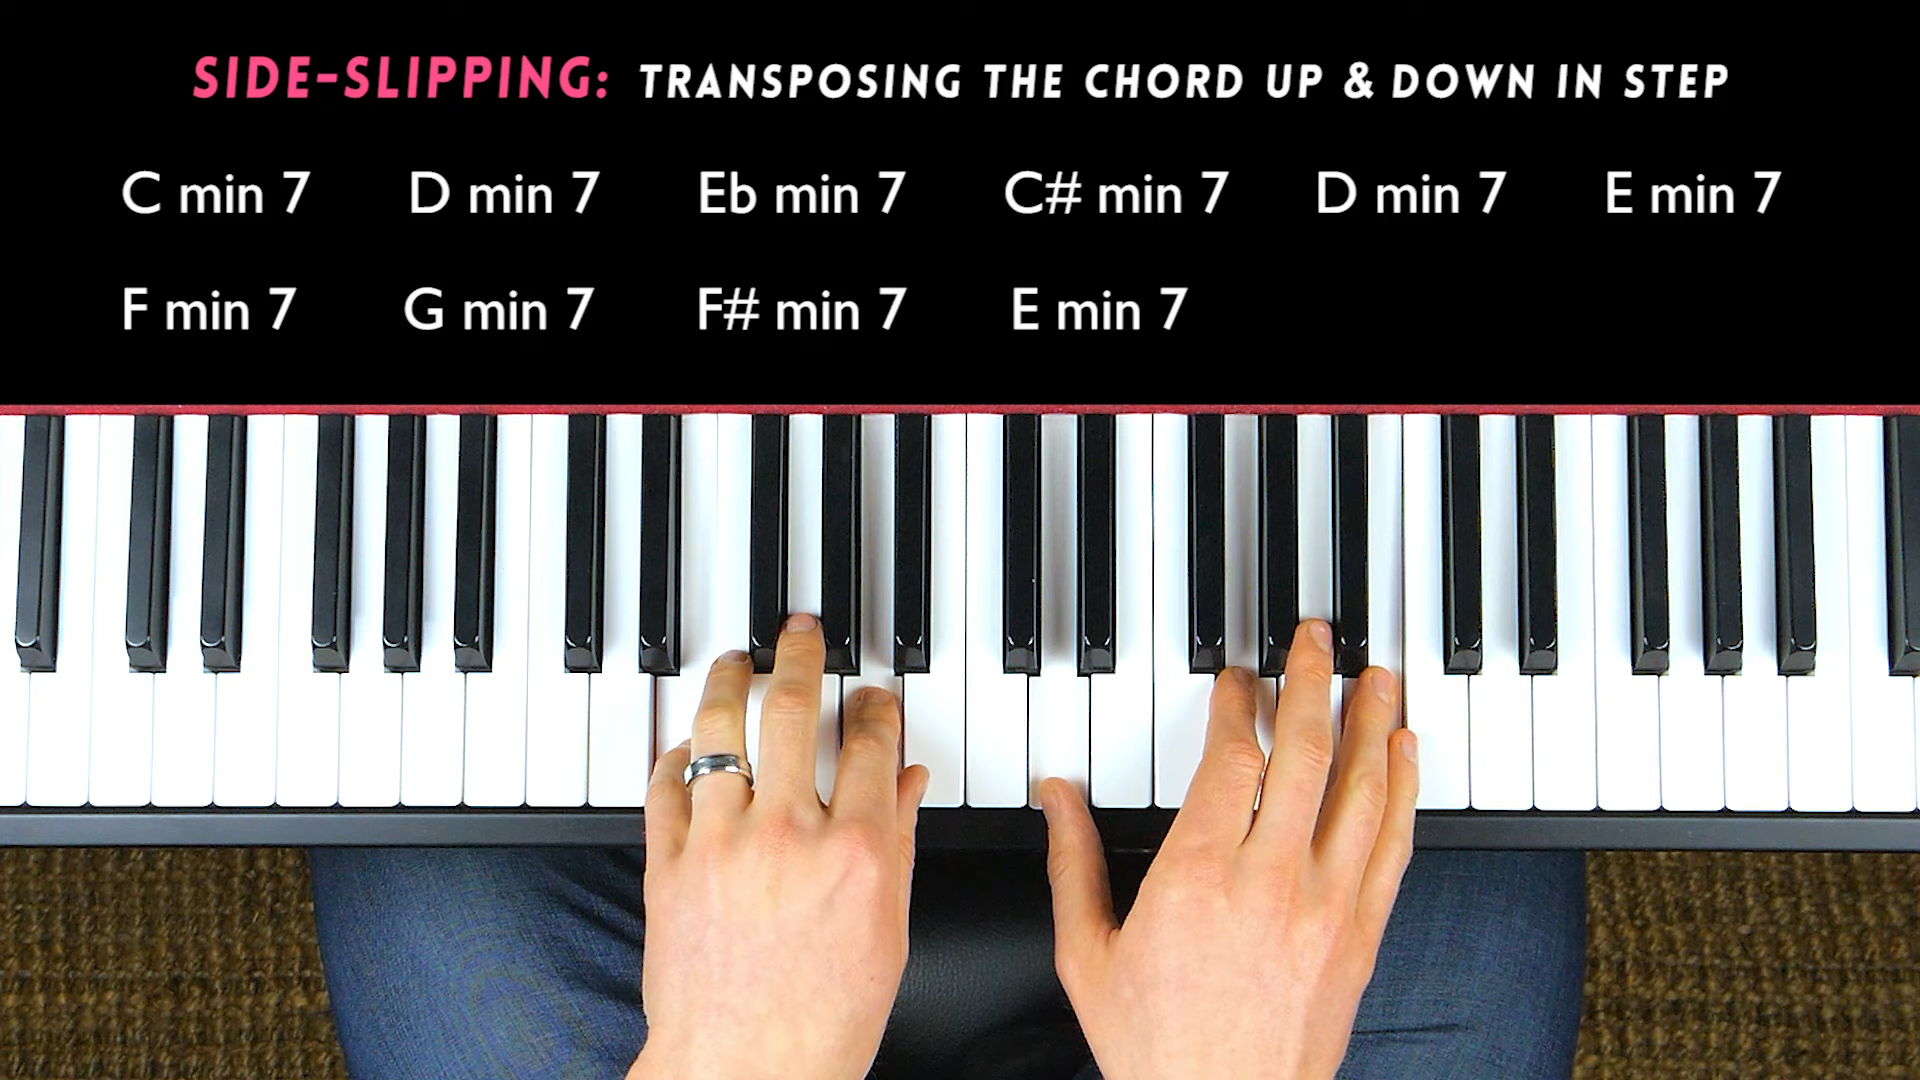 SIDE-SLIPPING: TRANSPOSING THE CHORD UP & DOWN IN STEP
C min 7 D min 7 Eb min 7 C# min 7 D min 7 E min 7
F min 7 G min 7 F# min 7 E min 7